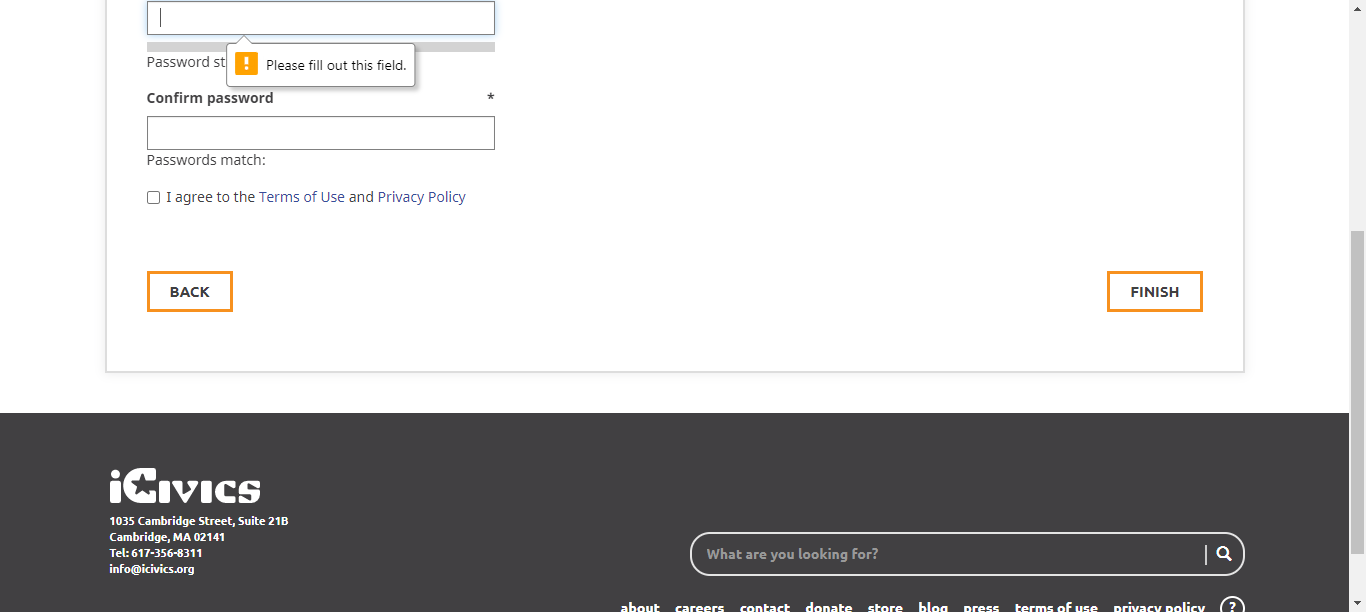 Password st
Please fill out this field.
Confirm password *
Passwords match:
I agree to the Terms of Use and Privacy Policy
BACK
FINISH
iCivics
1035 Cambridge Street, Suite 21B
Cambridge, MA 02141
Tel: 617-356-8311
info@icivics.org
What are you looking for?
about careers contact donate store blog press terms of use privacy policy ?